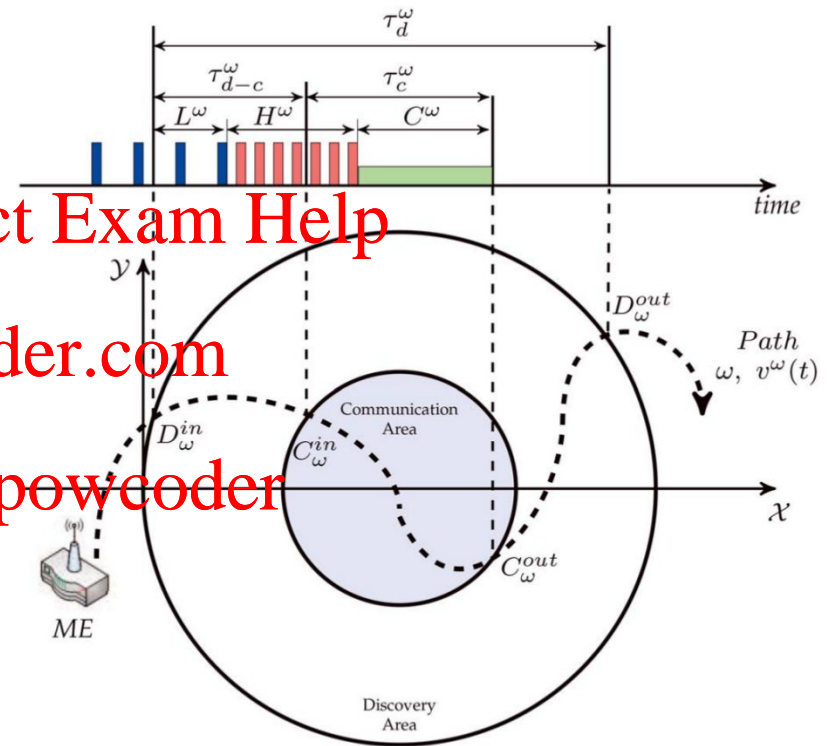 τ_d^ω
τ_{d−c}^ω
τ_c^ω
L^ω
H^ω
C^ω
time
ct Exam Help
𝒴
D_ω^{out}
der.com
Path
ω, v^ω(t)
Communication
Area
D_ω^{in}
C_ω^{in}
powcoder
𝒳
C_ω^{out}
ME
Discovery
Area